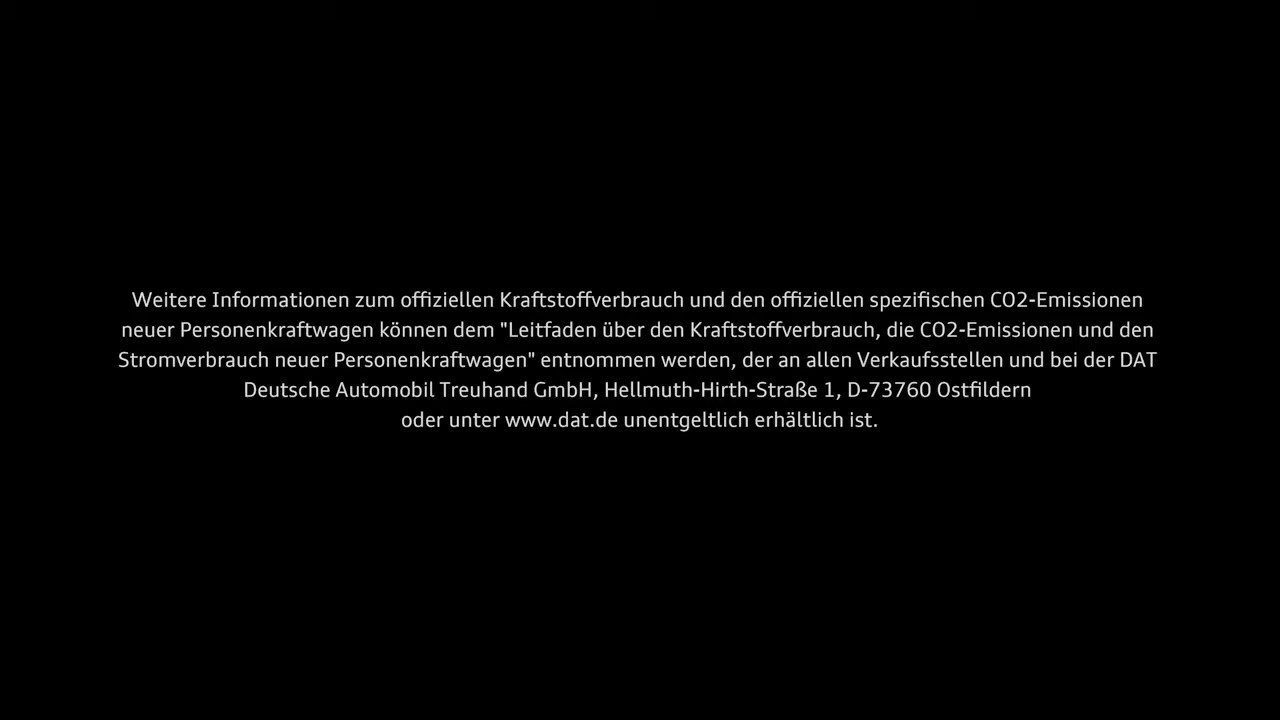 Weitere Informationen zum offiziellen Kraftstoffverbrauch und den offiziellen spezifischen CO2-Emissionen
neuer Personenkraftwagen können dem "Leitfaden über den Kraftstoffverbrauch, die CO2-Emissionen und den
Stromverbrauch neuer Personenkraftwagen" entnommen werden, der an allen Verkaufsstellen und bei der DAT
Deutsche Automobil Treuhand GmbH, Hellmuth-Hirth-Straße 1, D-73760 Ostfildern
oder unter www.dat.de unentgeltlich erhältlich ist.